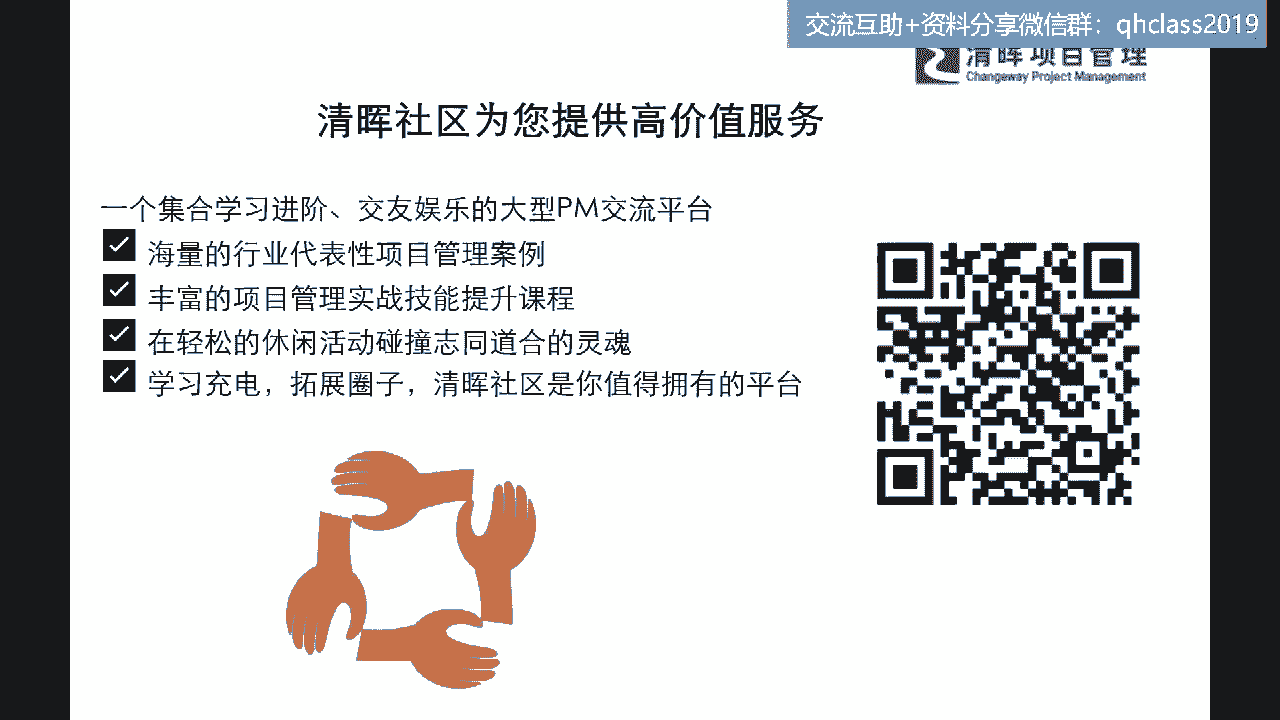 交流互助+资料分享微信群：qhclass2019
清晖项目管理
Changeway Project Management
清晖社区为您提供高价值服务
一个集合学习进阶、交友娱乐的大型PM交流平台
海量的行业代表性项目管理案例
丰富的项目管理实战技能提升课程
在轻松的休闲活动碰撞志同道合的灵魂
学习充电，拓展圈子，清晖社区是你值得拥有的平台